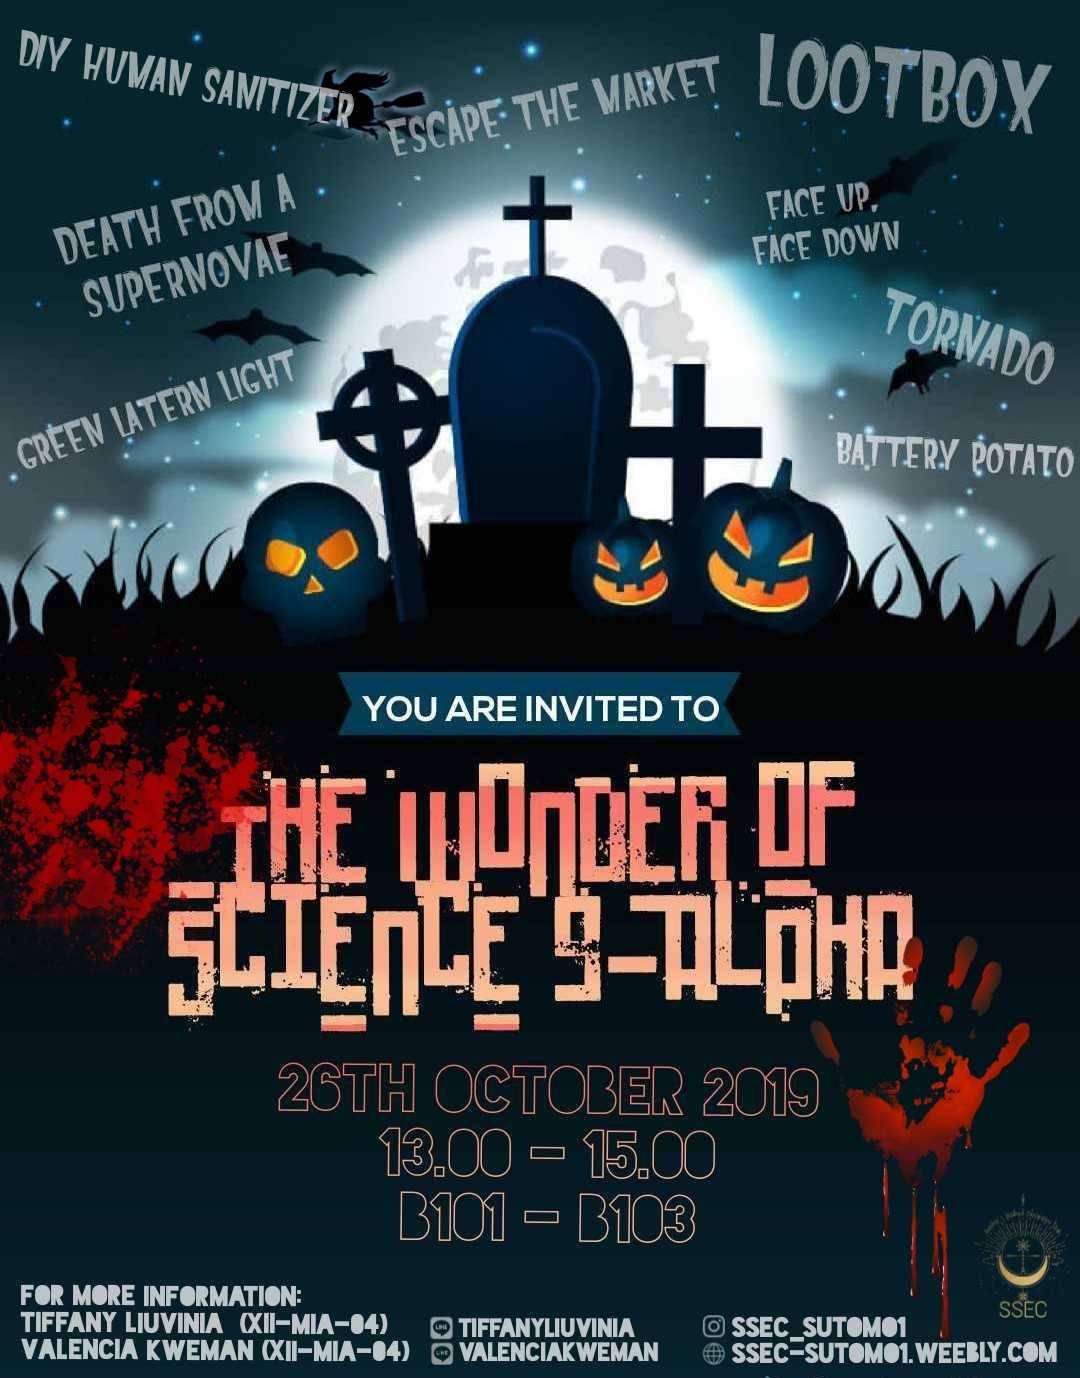 DIY HUMAN SANITIZER
ESCAPE THE MARKET
LOOTBOX
DEATH FROM A
SUPERNOVAE
FACE UP,
FACE DOWN
TORNADO
GREEN LATERN LIGHT
BATTERY POTATO
YOU ARE INVITED TO
THE WONDER OF
SCIENCE 9-ALPHA
26TH OCTOBER 2019
13.00 - 15.00
B101 - B103
SSEC
FOR MORE INFORMATION:
TIFFANY LIUVINIA (XII-MIA-04) LINE TIFFANYLIUVINIA SSEC_SUTOMO1
VALENCIA KWEMAN (XII-MIA-04) LINE VALENCIAKWEMAN SSEC-SUTOMO1.WEEBLY.COM